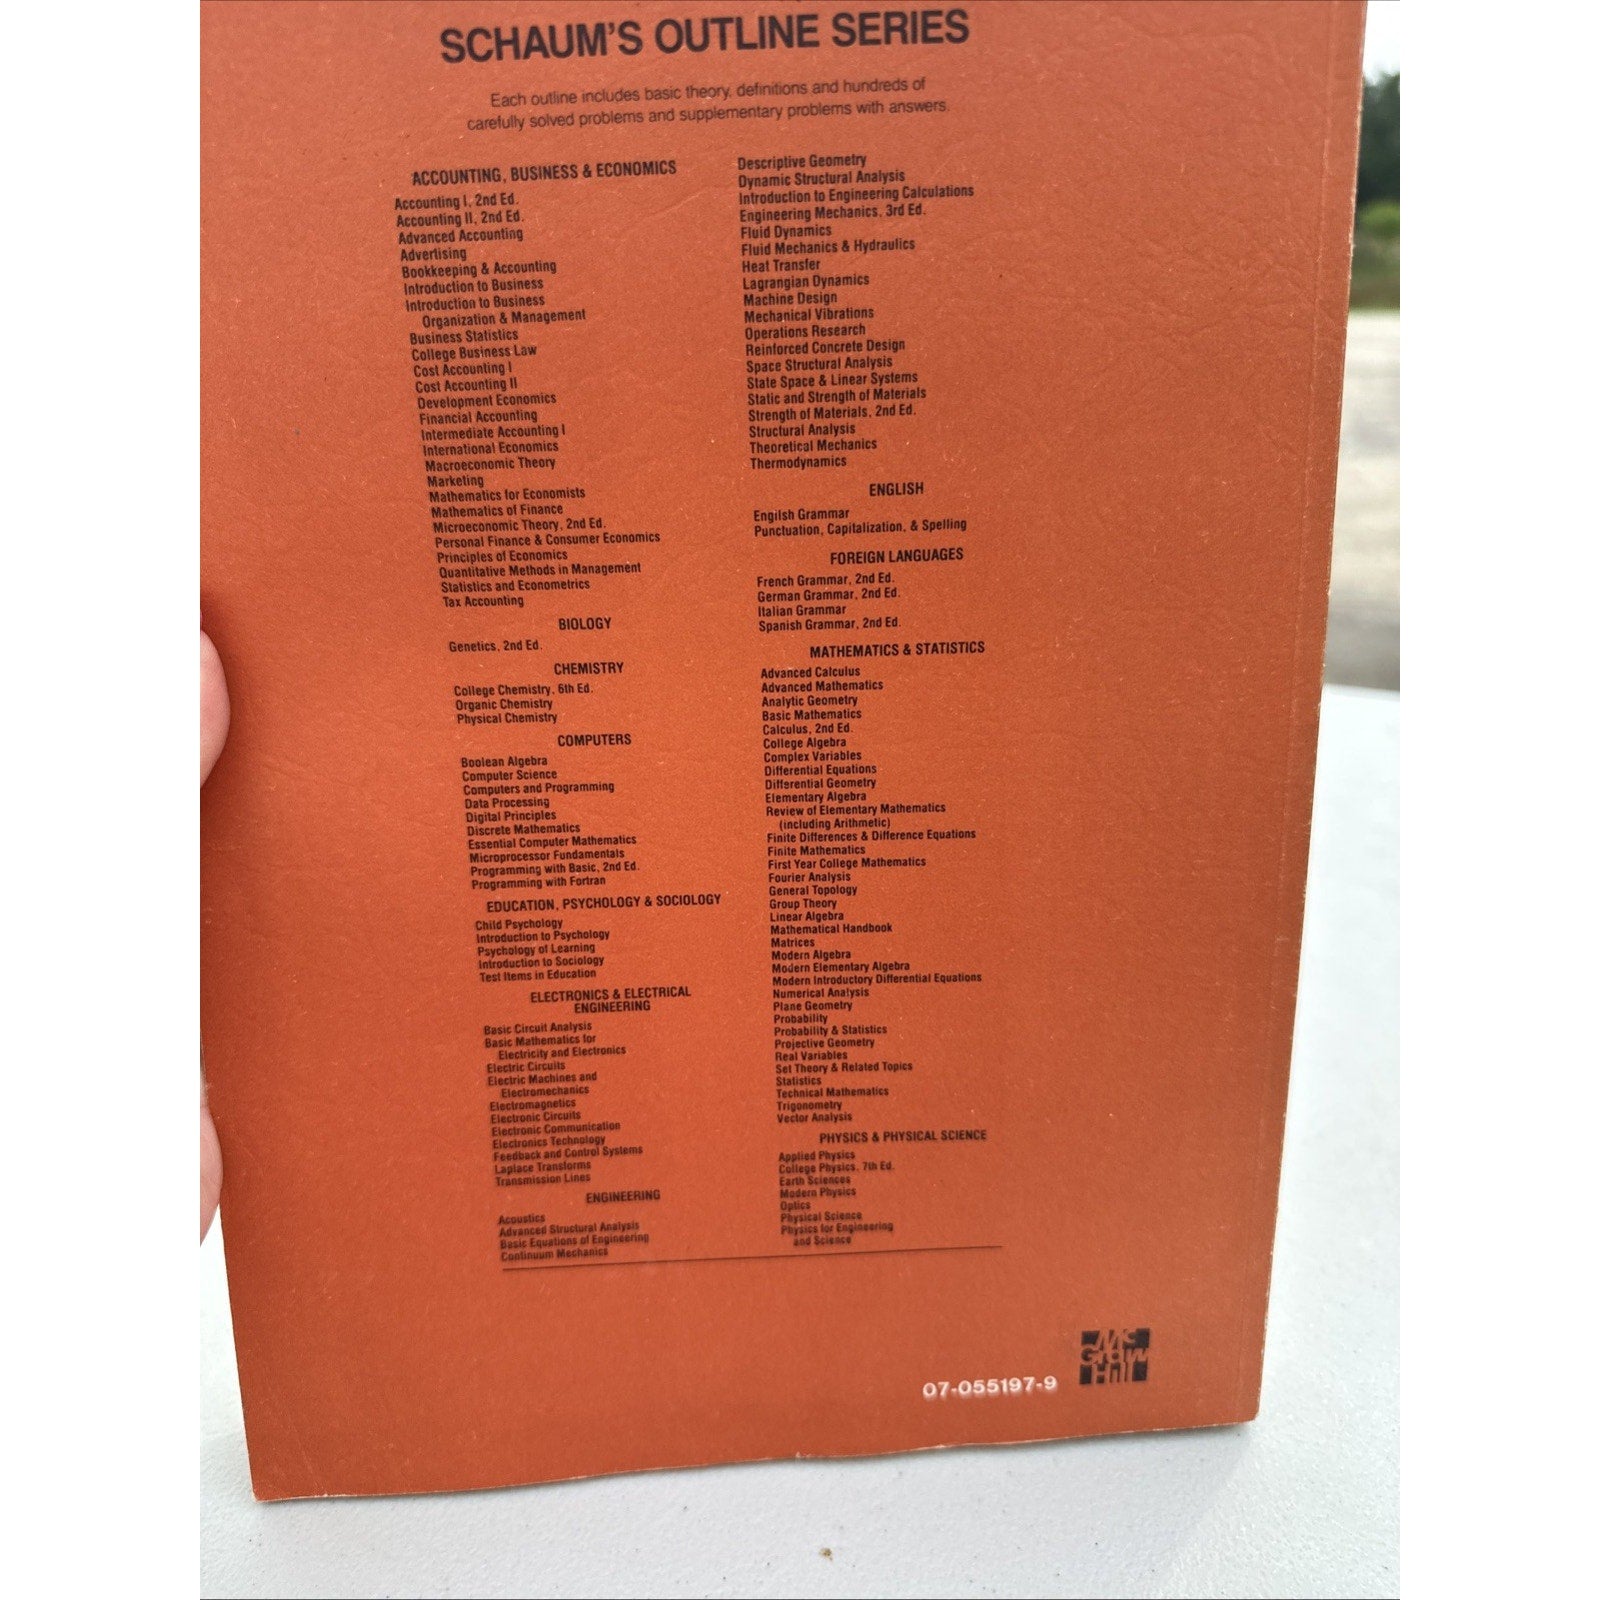 SCHAUM'S OUTLINE SERIES
Each outline includes basic theory, definitions and hundreds of
carefully solved problems and supplementary problems with answers.
ACCOUNTING, BUSINESS & ECONOMICS
Accounting I, 2nd Ed.
Accounting II, 2nd Ed.
Advanced Accounting
Advertising
Bookkeeping & Accounting
Introduction to Business
Introduction to Business
Organization & Management
Business Statistics
College Business Law
Cost Accounting I
Cost Accounting II
Development Economics
Financial Accounting
Intermediate Accounting I
International Economics
Macroeconomic Theory
Marketing
Mathematics for Economists
Mathematics of Finance
Microeconomic Theory, 2nd Ed.
Personal Finance & Consumer Economics
Principles of Economics
Quantitative Methods in Management
Statistics and Econometrics
Tax Accounting
BIOLOGY
Genetics, 2nd Ed.
CHEMISTRY
College Chemistry, 6th Ed.
Organic Chemistry
Physical Chemistry
COMPUTERS
Boolean Algebra
Computer Science
Computers and Programming
Data Processing
Digital Principles
Discrete Mathematics
Essential Computer Mathematics
Microprocessor Fundamentals
Programming with Basic, 2nd Ed.
Programming with Fortran
EDUCATION, PSYCHOLOGY & SOCIOLOGY
Child Psychology
Introduction to Psychology
Psychology of Learning
Introduction to Sociology
Test Items in Education
ELECTRONICS & ELECTRICAL
ENGINEERING
Basic Circuit Analysis
Basic Mathematics for
Electricity and Electronics
Electric Circuits
Electric Machines and
Electromechanics
Electromagnetics
Electronic Circuits
Electronic Communication
Electronics Technology
Feedback and Control Systems
Laplace Transforms
Transmission Lines
ENGINEERING
Acoustics
Advanced Structural Analysis
Basic Equations of Engineering
Continuum Mechanics
Descriptive Geometry
Dynamic Structural Analysis
Introduction to Engineering Calculations
Engineering Mechanics, 3rd Ed.
Fluid Dynamics
Fluid Mechanics & Hydraulics
Heat Transfer
Lagrangian Dynamics
Machine Design
Mechanical Vibrations
Operations Research
Reinforced Concrete Design
Space Structural Analysis
State Space & Linear Systems
Static and Strength of Materials
Strength of Materials, 2nd Ed.
Structural Analysis
Theoretical Mechanics
Thermodynamics
ENGLISH
English Grammar
Punctuation, Capitalization, & Spelling
FOREIGN LANGUAGES
French Grammar, 2nd Ed.
German Grammar, 2nd Ed.
Italian Grammar
Spanish Grammar, 2nd Ed.
MATHEMATICS & STATISTICS
Advanced Calculus
Advanced Mathematics
Analytic Geometry
Basic Mathematics
Calculus, 2nd Ed.
College Algebra
Complex Variables
Differential Equations
Differential Geometry
Elementary Algebra
Review of Elementary Mathematics
(including Arithmetic)
Finite Differences & Difference Equations
Finite Mathematics
First Year College Mathematics
Fourier Analysis
General Topology
Group Theory
Linear Algebra
Mathematical Handbook
Matrices
Modern Algebra
Modern Elementary Algebra
Modern Introductory Differential Equations
Numerical Analysis
Plane Geometry
Probability
Probability & Statistics
Projective Geometry
Real Variables
Set Theory & Related Topics
Statistics
Technical Mathematics
Trigonometry
Vector Analysis
PHYSICS & PHYSICAL SCIENCE
Applied Physics
College Physics, 7th Ed.
Earth Sciences
Modern Physics
Optics
Physical Science
Physics for Engineering
and Science
07-055197-9
Mc
Graw
Hill